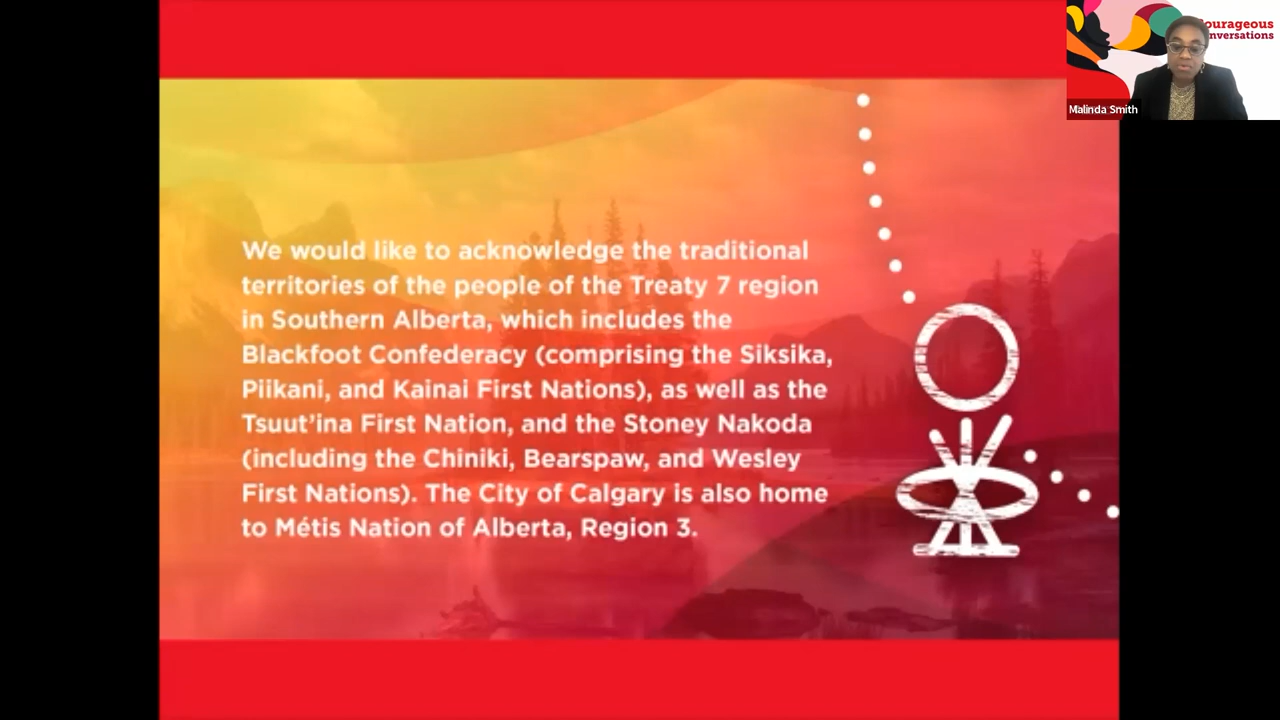 Courageous
Conversations
Malinda Smith
We would like to acknowledge the traditional
territories of the people of the Treaty 7 region
in Southern Alberta, which includes the
Blackfoot Confederacy (comprising the Siksika,
Piikani, and Kainai First Nations), as well as the
Tsuut’ina First Nation, and the Stoney Nakoda
(including the Chiniki, Bearspaw, and Wesley
First Nations). The City of Calgary is also home
to Métis Nation of Alberta, Region 3.